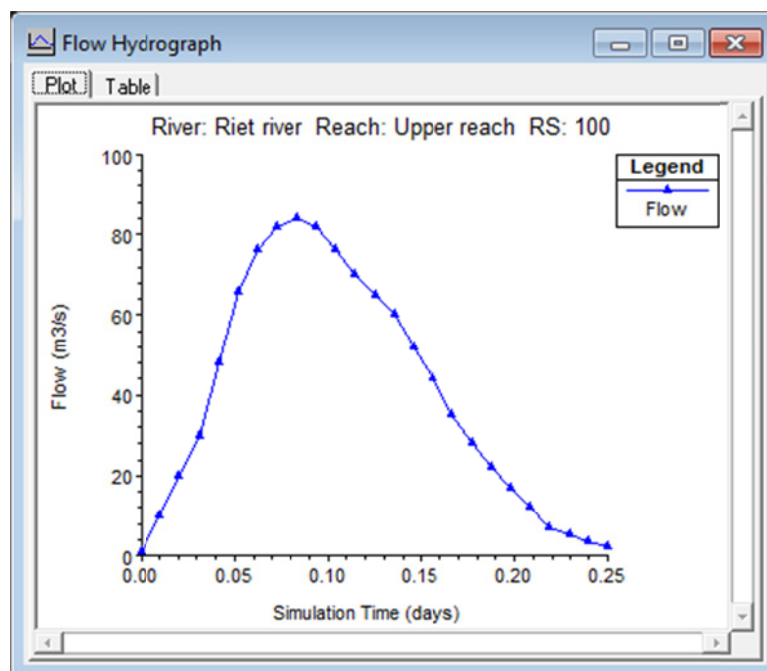 Flow Hydrograph
Plot Table
River: Riet river Reach: Upper reach RS: 100
Legend
Flow
100
80
60
40
20
0
Flow (m3/s)
0.00 0.05 0.10 0.15 0.20 0.25
Simulation Time (days)